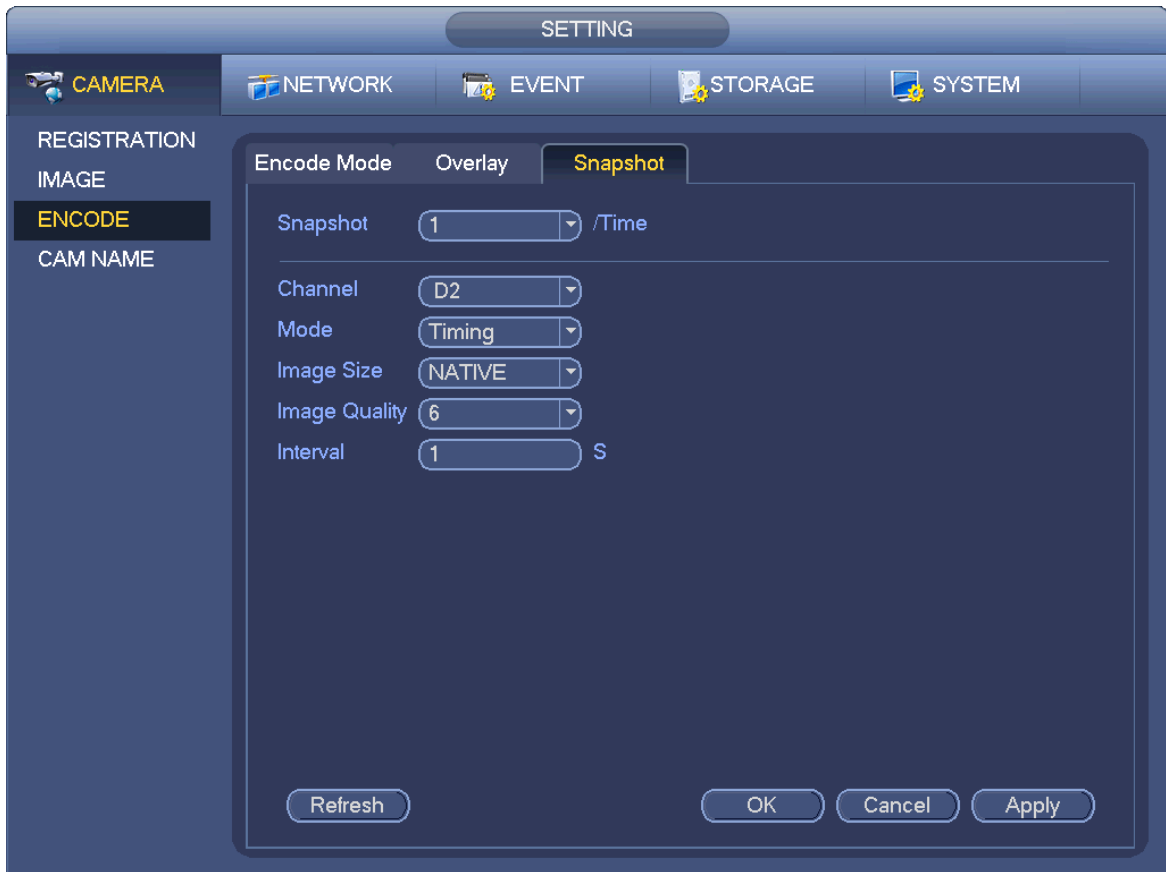 SETTING
CAMERA NETWORK EVENT STORAGE SYSTEM
REGISTRATION
IMAGE
ENCODE
CAM NAME
Encode Mode Overlay Snapshot
Snapshot 1 /Time
Channel D2
Mode Timing
Image Size NATIVE
Image Quality 6
Interval 1 S
Refresh OK Cancel Apply